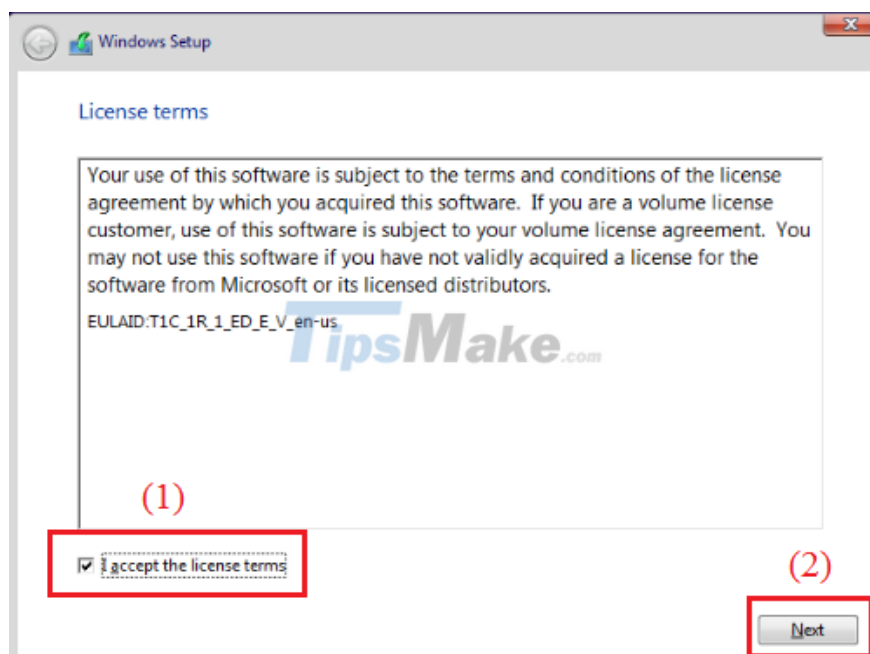 Windows Setup
License terms
Your use of this software is subject to the terms and conditions of the license
agreement by which you acquired this software.  If you are a volume license
customer, use of this software is subject to your volume license agreement.  You
may not use this software if you have not validly acquired a license for the
software from Microsoft or its licensed distributors.
EULAID:T1C_1R_1_ED_E_V_en-us
TipsMake.com
(1)
I accept the license terms
(2)
Next